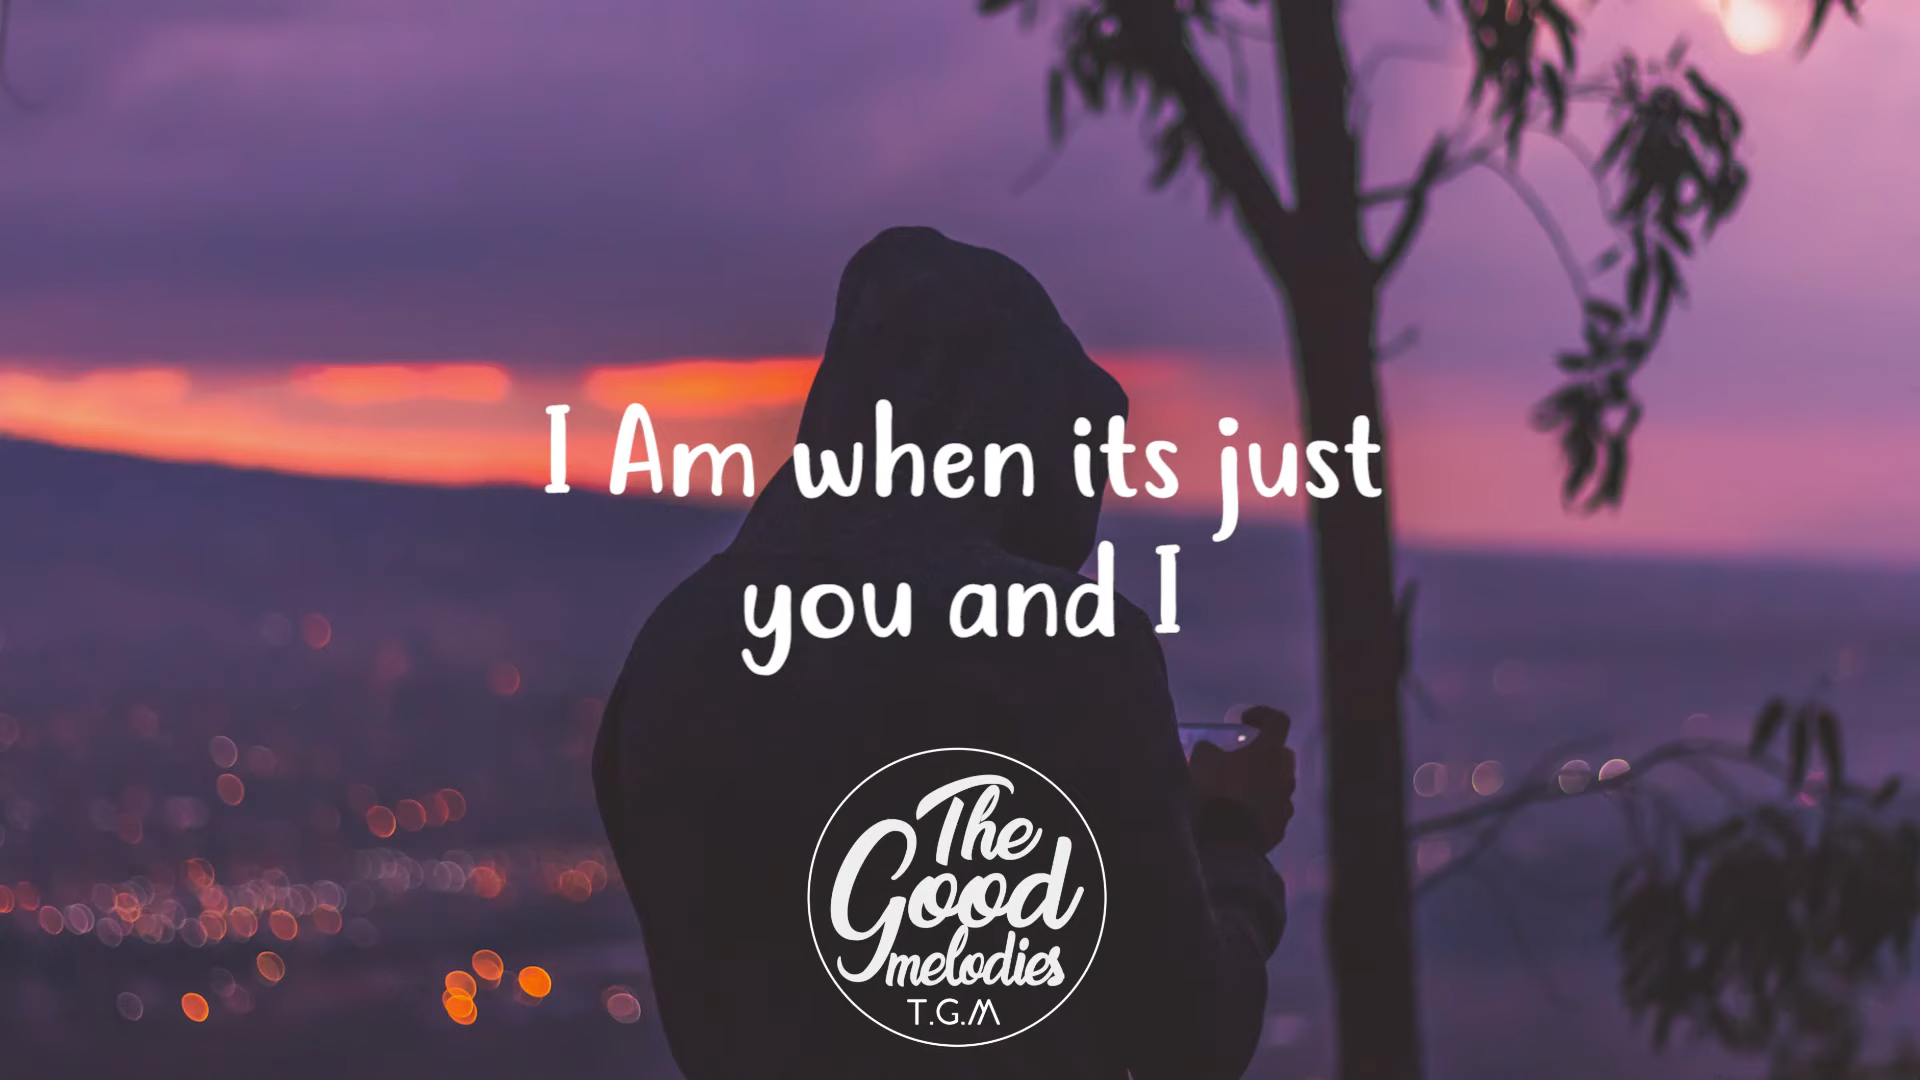 I Am when its just
you and I
The
Good
melodies
T.G.M